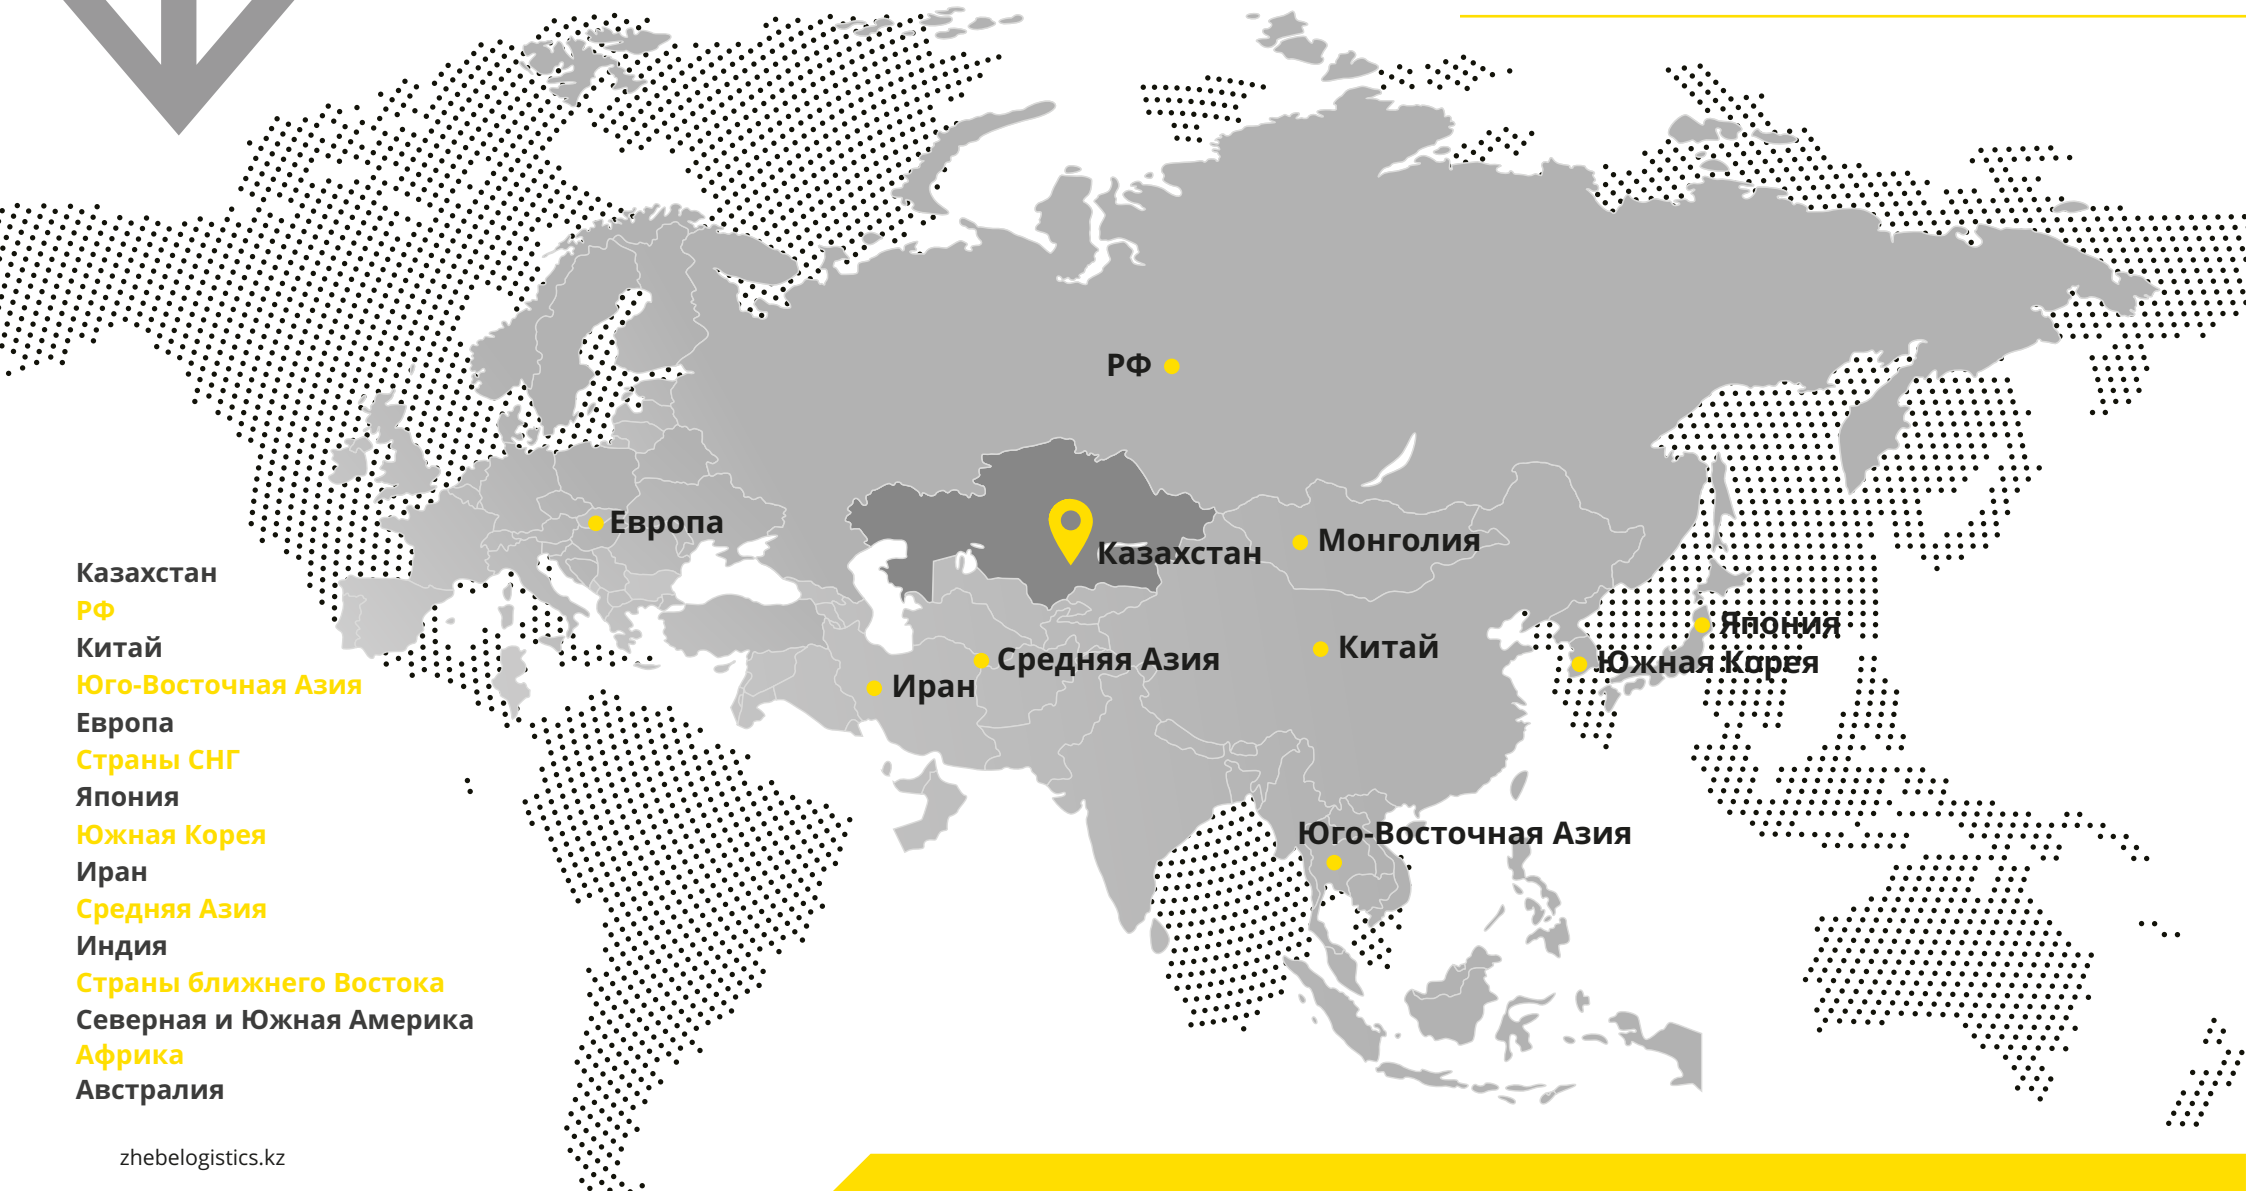 РФ
Европа
Казахстан
Монголия
Япония
Китай
Южная Корея
Средняя Азия
Иран
Юго-Восточная Азия
Казахстан
РФ
Китай
Юго-Восточная Азия
Европа
Страны СНГ
Япония
Южная Корея
Иран
Средняя Азия
Индия
Страны ближнего Востока
Северная и Южная Америка
Африка
Австралия
zhebelogistics.kz